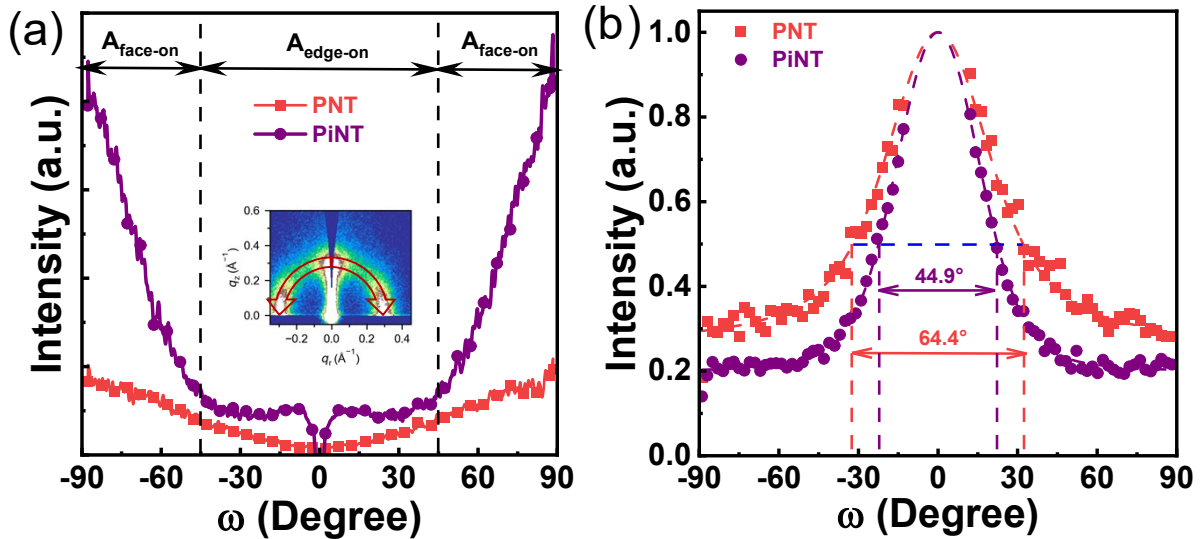 (a)
A_face-on
A_edge-on
A_face-on
PNT
PiNT
Intensity (a.u.)
0.6
0.4
0.2
0.0
q_z (Å⁻¹)
-0.2 0.0 0.2 0.4
q_r (Å⁻¹)
-90 -60 -30 0 30 60 90
ω (Degree)
(b)
PNT
PiNT
Intensity (a.u.)
1.0
0.8
0.6
0.4
0.2
0.0
44.9°
64.4°
-90 -60 -30 0 30 60 90
ω (Degree)